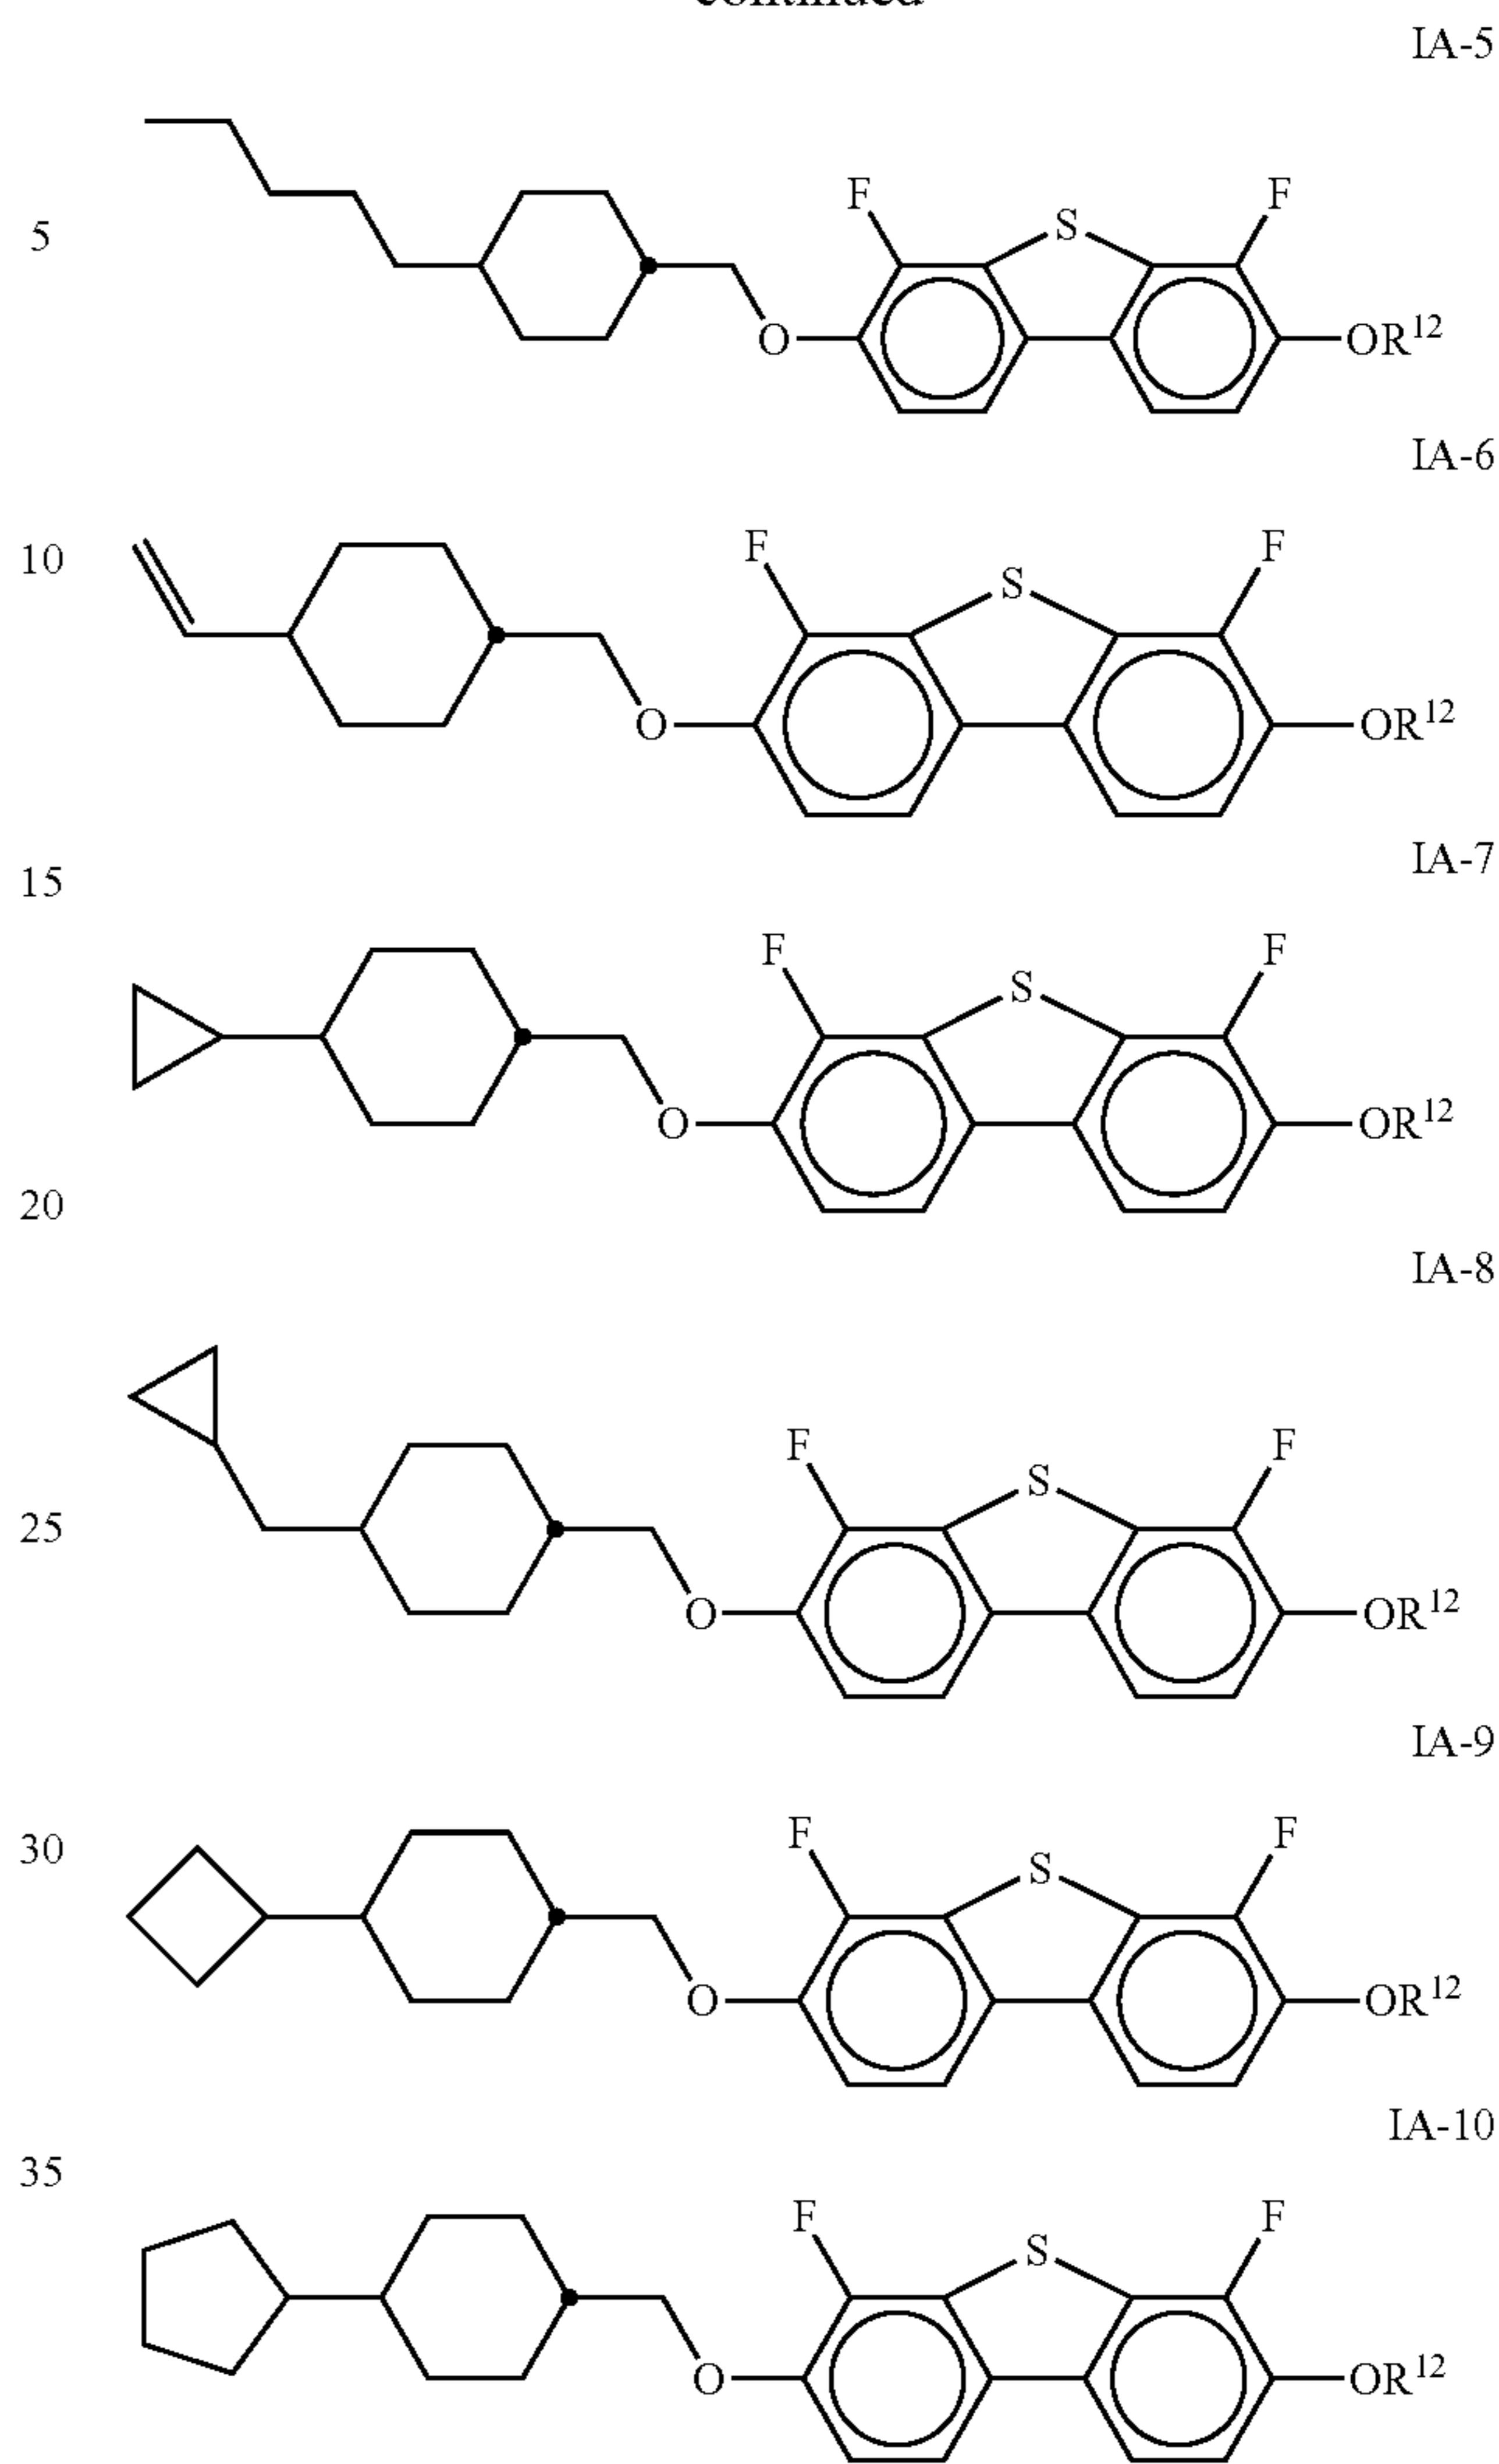 continued
IA-5
F F
S
5
O OR12
IA-6
10
F F
S
O OR12
IA-7
15
F F
S
O OR12
20
IA-8
F F
S
25
O OR12
IA-9
30
F F
S
O OR12
IA-10
35
F F
S
O OR12